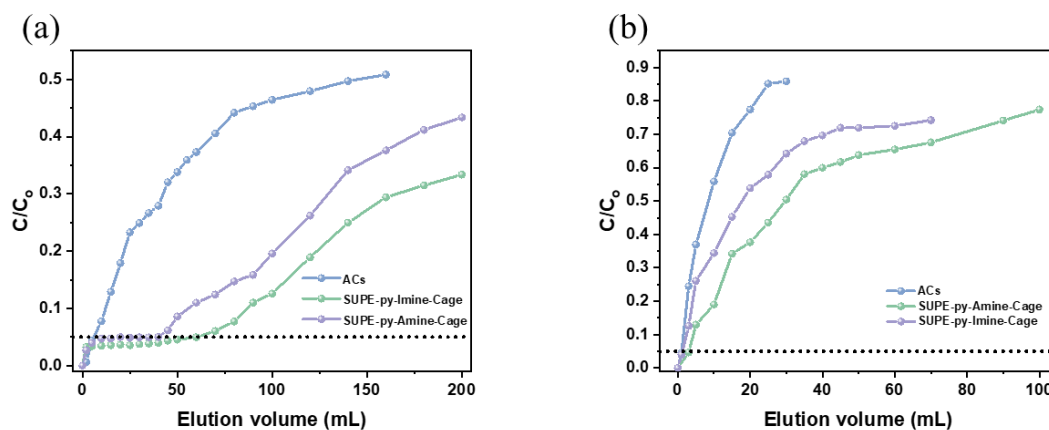 (a)
C/Co
0.5
0.4
0.3
0.2
0.1
0.0
ACs
SUPE-py-Imine-Cage
SUPE-py-Amine-Cage
0 50 100 150 200
Elution volume (mL)
(b)
C/Co
0.9
0.8
0.7
0.6
0.5
0.4
0.3
0.2
0.1
0.0
ACs
SUPE-py-Amine-Cage
SUPE-py-Imine-Cage
0 20 40 60 80 100
Elution volume (mL)